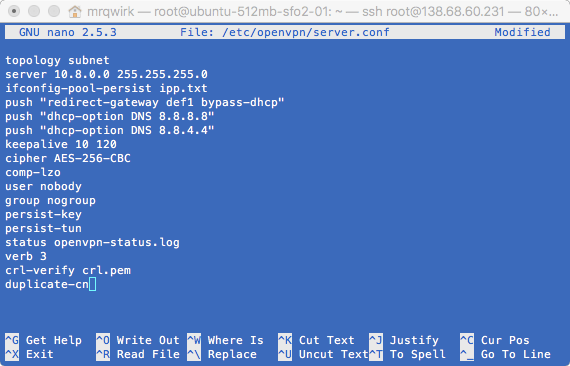 mrqwirk — root@ubuntu-512mb-sfo2-01: ~ — ssh root@138.68.60.231 — 80×...
GNU nano 2.5.3 File: /etc/openvpn/server.conf Modified
topology subnet
server 10.8.0.0 255.255.255.0
ifconfig-pool-persist ipp.txt
push "redirect-gateway def1 bypass-dhcp"
push "dhcp-option DNS 8.8.8.8"
push "dhcp-option DNS 8.8.4.4"
keepalive 10 120
cipher AES-256-CBC
comp-lzo
user nobody
group nogroup
persist-key
persist-tun
status openvpn-status.log
verb 3
crl-verify crl.pem
duplicate-cn
^G Get Help ^O Write Out ^W Where Is ^K Cut Text ^J Justify ^C Cur Pos
^X Exit ^R Read File ^\ Replace ^U Uncut Text ^T To Spell ^_ Go To Line